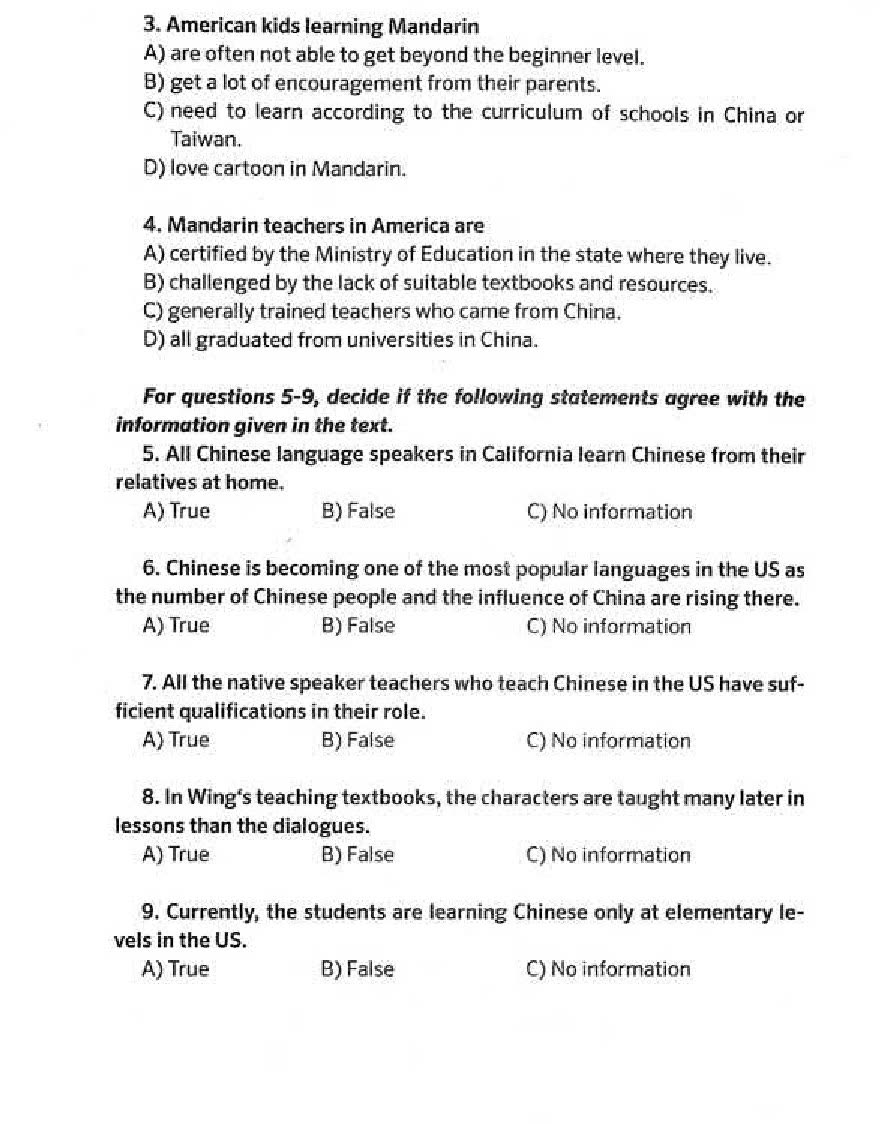 3. American kids learning Mandarin
A) are often not able to get beyond the beginner level.
B) get a lot of encouragement from their parents.
C) need to learn according to the curriculum of schools in China or
Taiwan.
D) love cartoon in Mandarin.
4. Mandarin teachers in America are
A) certified by the Ministry of Education in the state where they live.
B) challenged by the lack of suitable textbooks and resources.
C) generally trained teachers who came from China.
D) all graduated from universities in China.
For questions 5-9, decide if the following statements agree with the
information given in the text.
5. All Chinese language speakers in California learn Chinese from their
relatives at home.
A) True B) False C) No information
6. Chinese is becoming one of the most popular languages in the US as
the number of Chinese people and the influence of China are rising there.
A) True B) False C) No information
7. All the native speaker teachers who teach Chinese in the US have suf-
ficient qualifications in their role.
A) True B) False C) No information
8. In Wing's teaching textbooks, the characters are taught many later in
lessons than the dialogues.
A) True B) False C) No information
9. Currently, the students are learning Chinese only at elementary le-
vels in the US.
A) True B) False C) No information